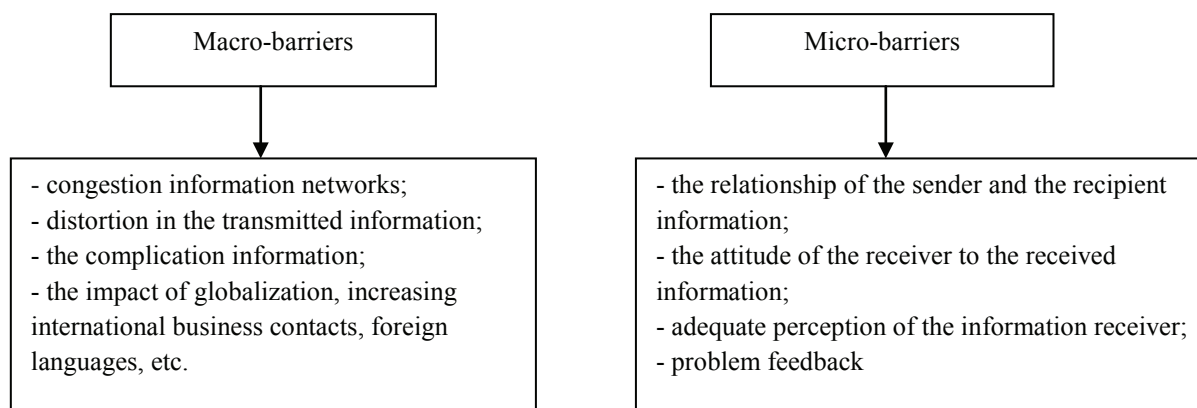 Macro-barriers
- congestion information networks;
- distortion in the transmitted information;
- the complication information;
- the impact of globalization, increasing
international business contacts, foreign
languages, etc.
Micro-barriers
- the relationship of the sender and the recipient
information;
- the attitude of the receiver to the received
information;
- adequate perception of the information receiver;
- problem feedback